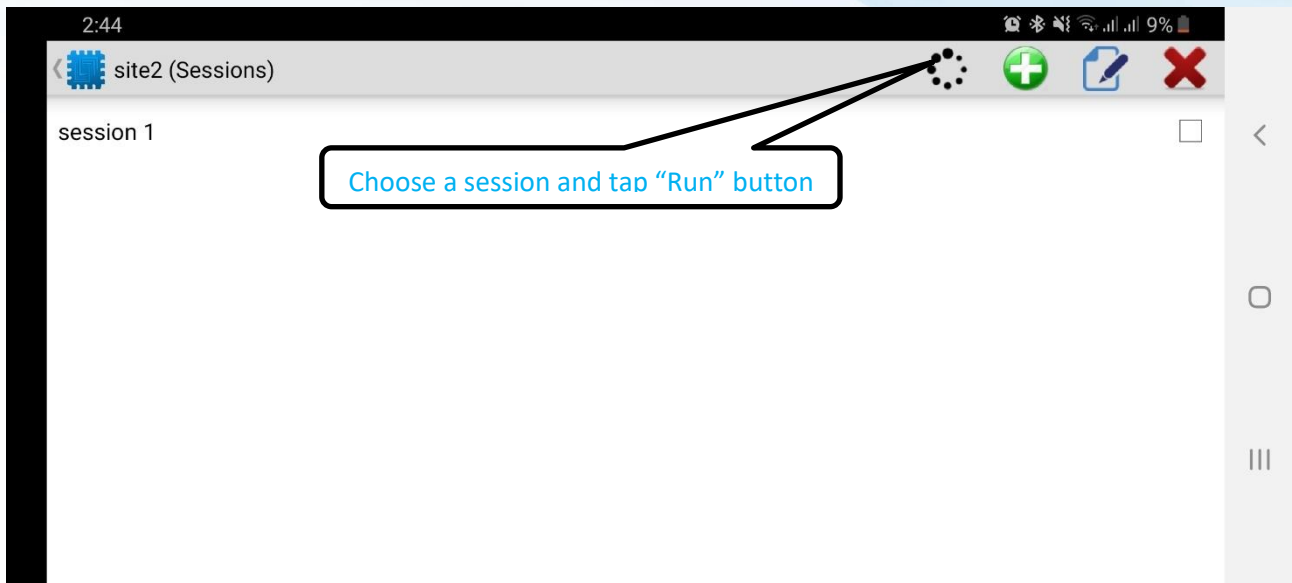 2:44 9%
site2 (Sessions)
session 1
Choose a session and tap “Run” button